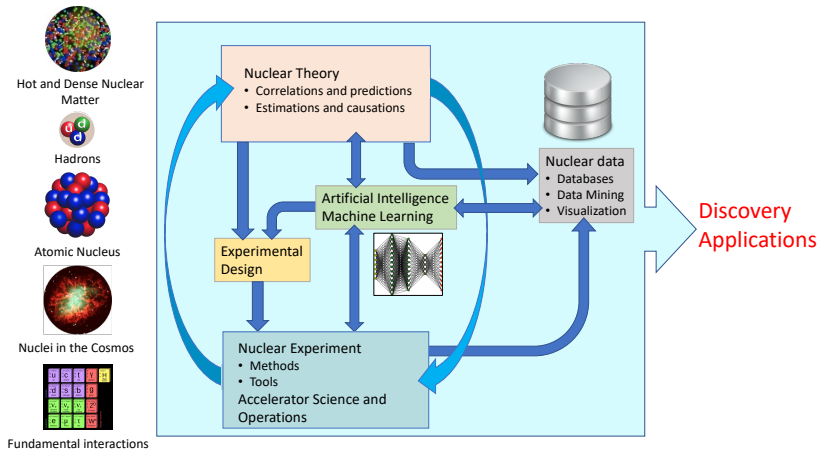 Hot and Dense Nuclear
Matter
d
d
d
Hadrons
Atomic Nucleus
Nuclei in the Cosmos
u c t γ H
d s b g
e μ τ W
Fundamental interactions
Nuclear Theory
• Correlations and predictions
• Estimations and causations
Artificial Intelligence
Machine Learning
Experimental
Design
Nuclear Experiment
• Methods
• Tools
Accelerator Science and
Operations
Nuclear data
• Databases
• Data Mining
• Visualization
Discovery
Applications